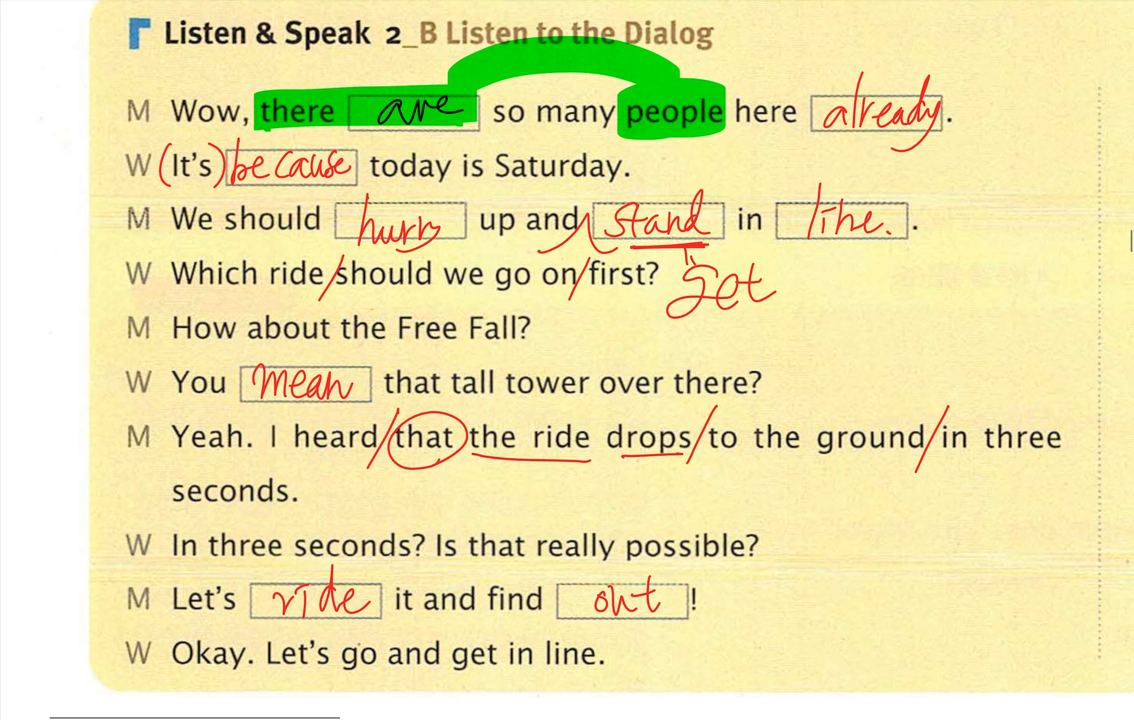 Listen & Speak 2_B Listen to the Dialog
M Wow, there are so many people here already.
W (It's) because today is Saturday.
M We should hurry up and stand in line.
get
W Which ride/should we go on/first?
M How about the Free Fall?
W You mean that tall tower over there?
M Yeah. I heard/that the ride drops/to the ground/in three
seconds.
W In three seconds? Is that really possible?
M Let's ride it and find out!
W Okay. Let's go and get in line.